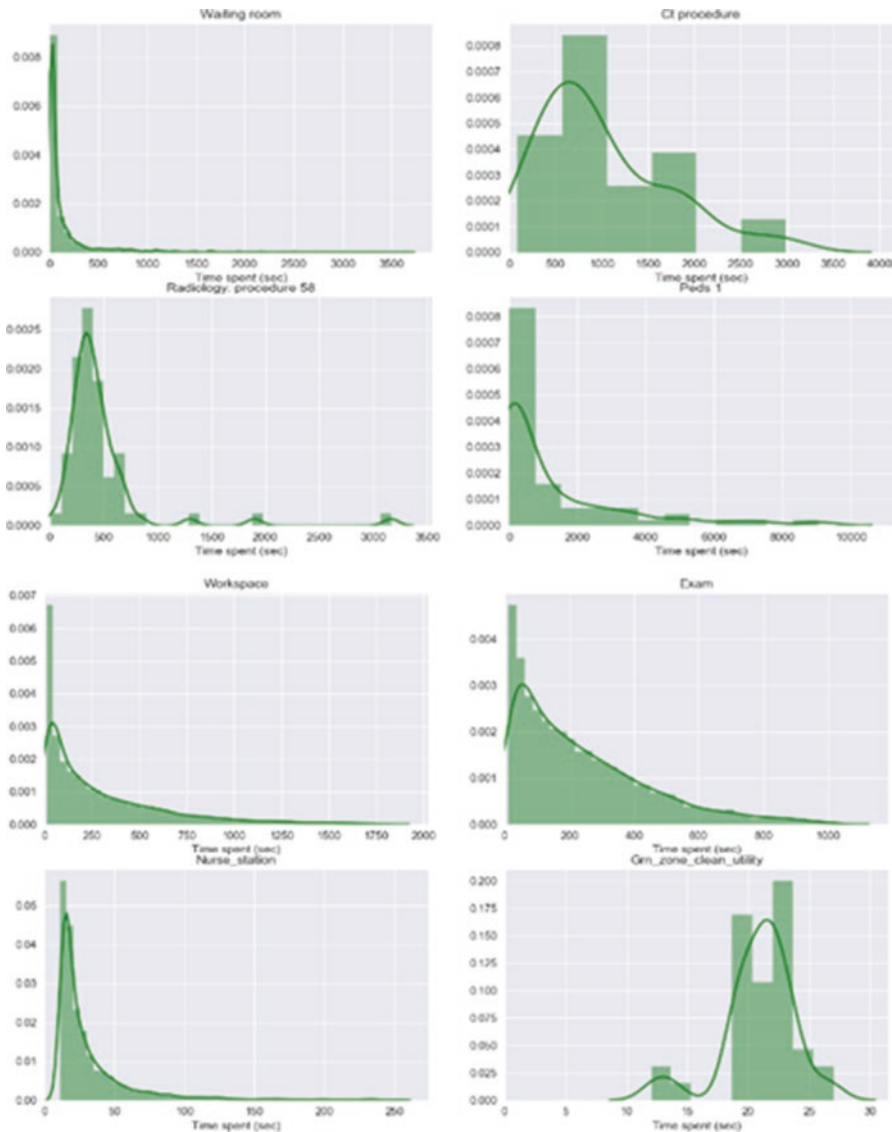 Waiting room
0.008
0.006
0.004
0.002
0.000
0 500 1000 1500 2000 2500 3000 3500
Time spent (sec)
Ct procedure
0.0008
0.0007
0.0006
0.0005
0.0004
0.0003
0.0002
0.0001
0.0000
0 500 1000 1500 2000 2500 3000 3500 4000
Time spent (sec)
Radiology: procedure 58
0.0025
0.0020
0.0015
0.0010
0.0005
0.0000
0 500 1000 1500 2000 2500 3000 3500
Time spent (sec)
Peds 1
0.0008
0.0007
0.0006
0.0005
0.0004
0.0003
0.0002
0.0001
0.0000
0 2000 4000 6000 8000 10000
Time spent (sec)
Workspace
0.007
0.006
0.005
0.004
0.003
0.002
0.001
0.000
0 250 500 750 1000 1250 1500 1750 2000
Time spent (sec)
Exam
0.004
0.003
0.002
0.001
0.000
0 200 400 600 800 1000
Time spent (sec)
Nurse_station
0.05
0.04
0.03
0.02
0.01
0.00
0 50 100 150 200 250
Time spent (sec)
Grn_zone_clean_utility
0.200
0.175
0.150
0.125
0.100
0.075
0.050
0.025
0.000
0 5 10 15 20 25 30
Time spent (sec)